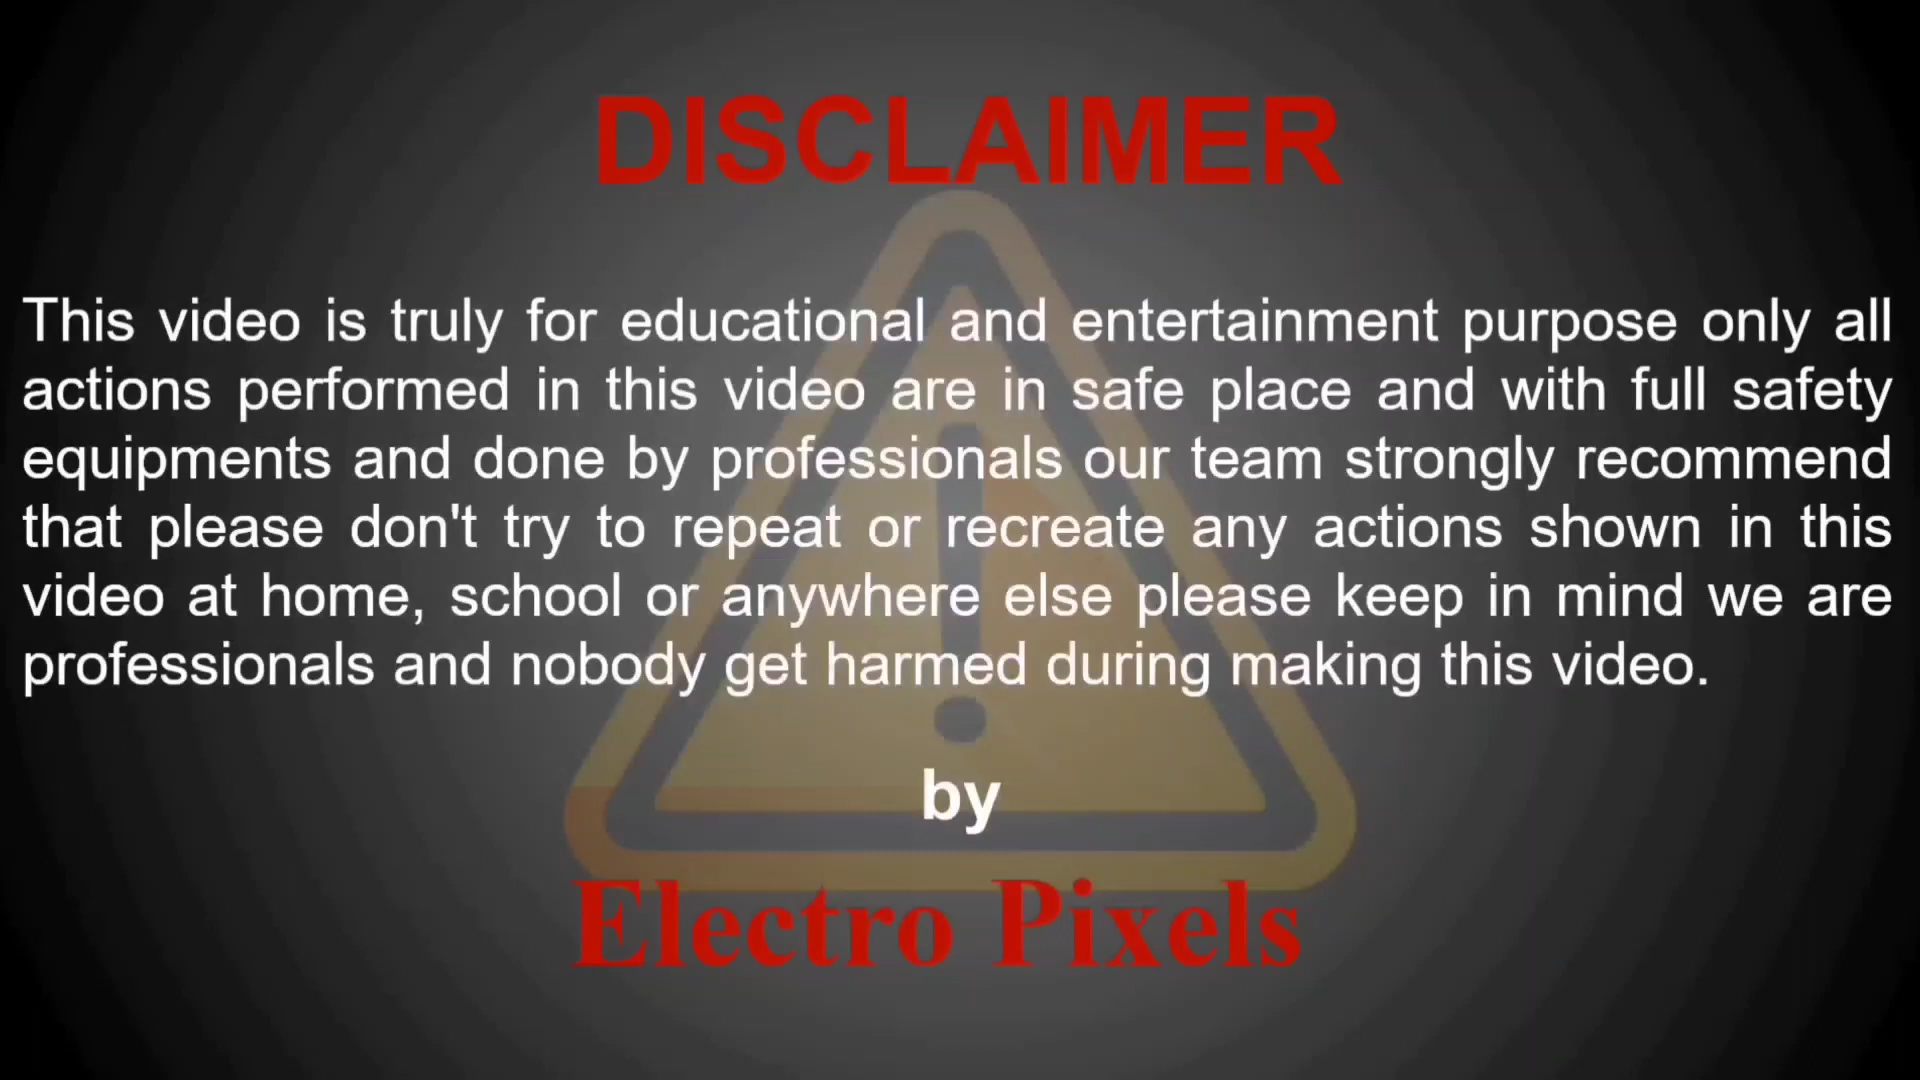 DISCLAIMER
This video is truly for educational and entertainment purpose only all
actions performed in this video are in safe place and with full safety
equipments and done by professionals our team strongly recommend
that please don't try to repeat or recreate any actions shown in this
video at home, school or anywhere else please keep in mind we are
professionals and nobody get harmed during making this video.
by
Electro Pixels